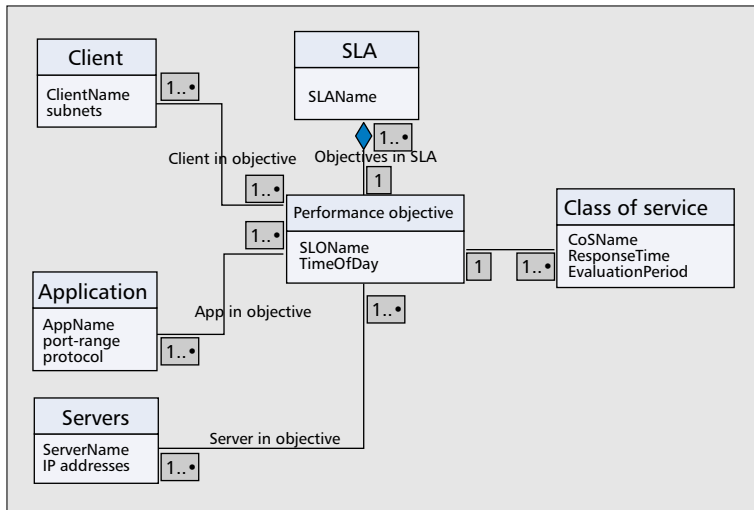 Client
ClientName
subnets
1..•
SLA
SLAName
1..•
Client in objective
Objectives in SLA
1
1..•
1..•
Performance objective
SLOName
TimeOfDay
1
1..•
1..•
Class of service
CoSName
ResponseTime
EvaluationPeriod
Application
AppName
port-range
protocol
1..•
App in objective
Servers
ServerName
IP addresses
1..•
Server in objective